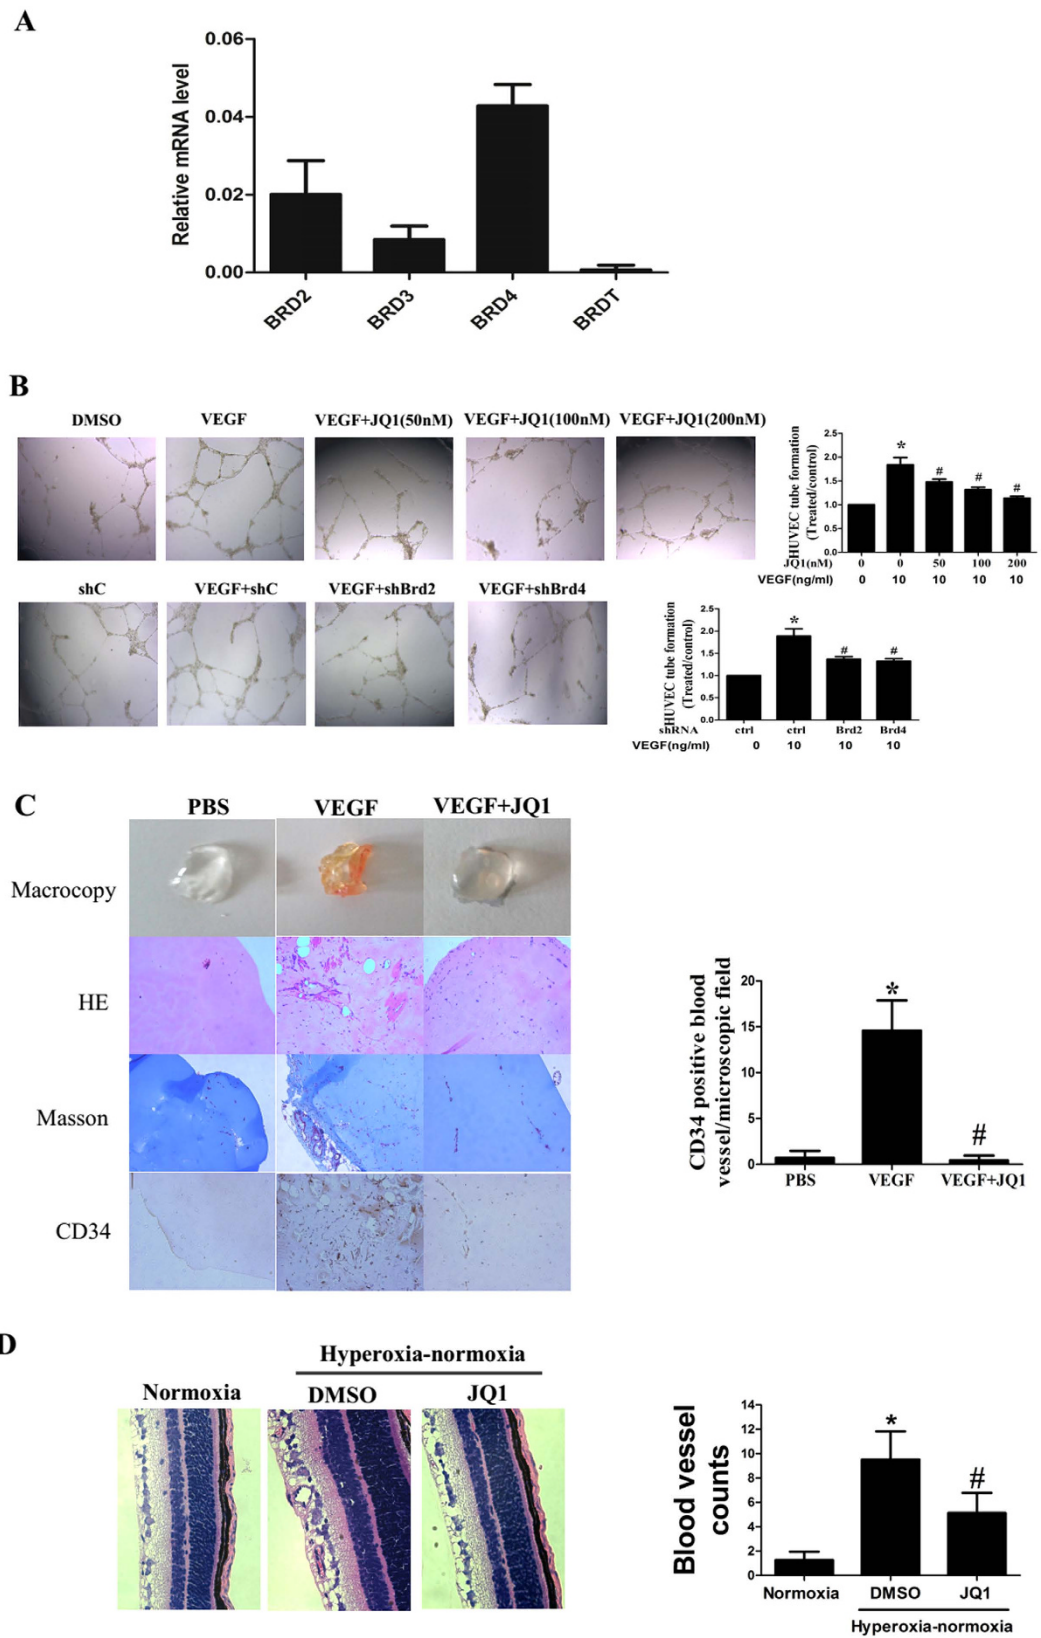 A
Relative mRNA level
0.06
0.04
0.02
0.00
BRD2
BRD3
BRD4
BRDT
B
DMSO
VEGF
VEGF+JQ1(50nM)
VEGF+JQ1(100nM)
VEGF+JQ1(200nM)
HUVEC tube formation
(Treated/control)
2.5
2.0
1.5
1.0
0.5
0.0
*
#
#
#
JQ1(nM) 0 0 50 100 200
VEGF(ng/ml) 0 10 10 10 10
shC
VEGF+shC
VEGF+shBrd2
VEGF+shBrd4
HUVEC tube formation
(Treated/control)
2.5
2.0
1.5
1.0
0.5
0.0
*
#
#
shRNA ctrl ctrl Brd2 Brd4
VEGF(ng/ml) 0 10 10 10
C
PBS
VEGF
VEGF+JQ1
Macrocopy
HE
Masson
CD34
CD34 positive blood
vessel/microscopic field
20
15
10
5
0
*
#
PBS VEGF VEGF+JQ1
D
Hyperoxia-normoxia
Normoxia
DMSO
JQ1
Blood vessel
counts
14
12
10
8
6
4
2
0
*
#
Normoxia DMSO JQ1
Hyperoxia-normoxia